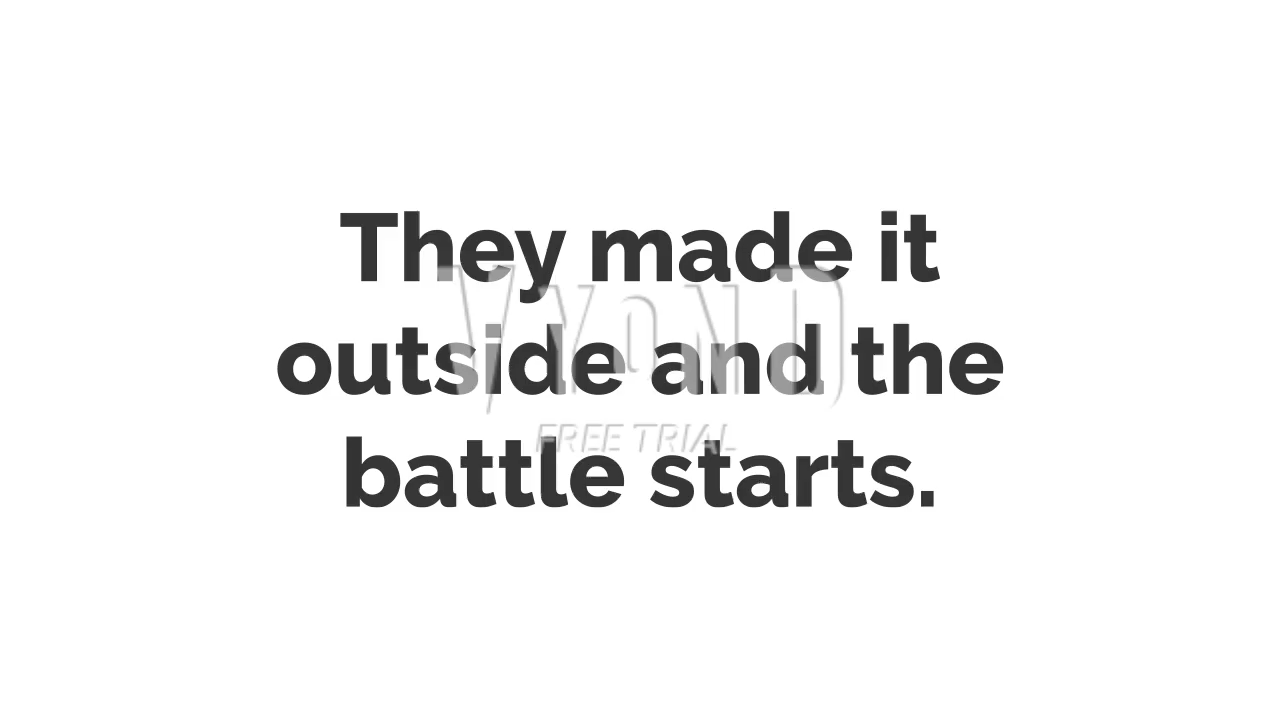 They made it
outside and the
battle starts.
VYOND
FREE TRIAL